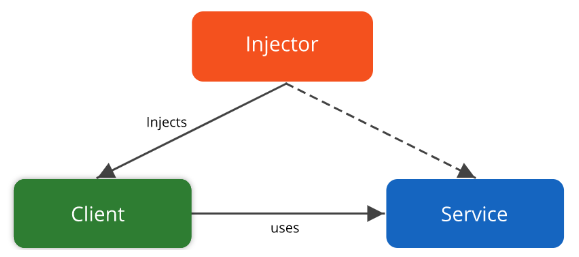 Injector
Injects
Client
uses
Service